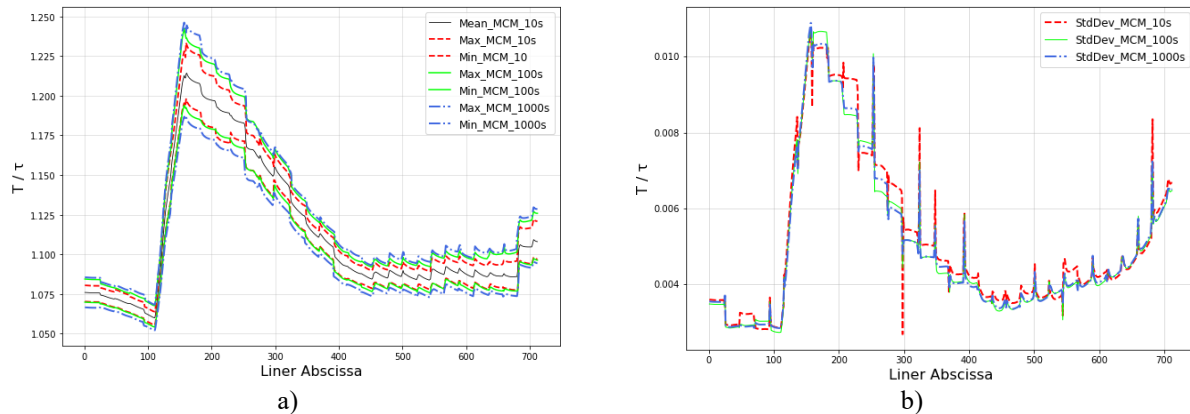 1.250
1.225
1.200
1.175
1.150
1.125
1.100
1.075
1.050
T / τ
0 100 200 300 400 500 600 700
Liner Abscissa
Mean_MCM_10s
Max_MCM_10s
Min_MCM_10
Max_MCM_100s
Min_MCM_100s
Max_MCM_1000s
Min_MCM_1000s
a)
0.010
0.008
0.006
0.004
T / τ
0 100 200 300 400 500 600 700
Liner Abscissa
StdDev_MCM_10s
StdDev_MCM_100s
StdDev_MCM_1000s
b)